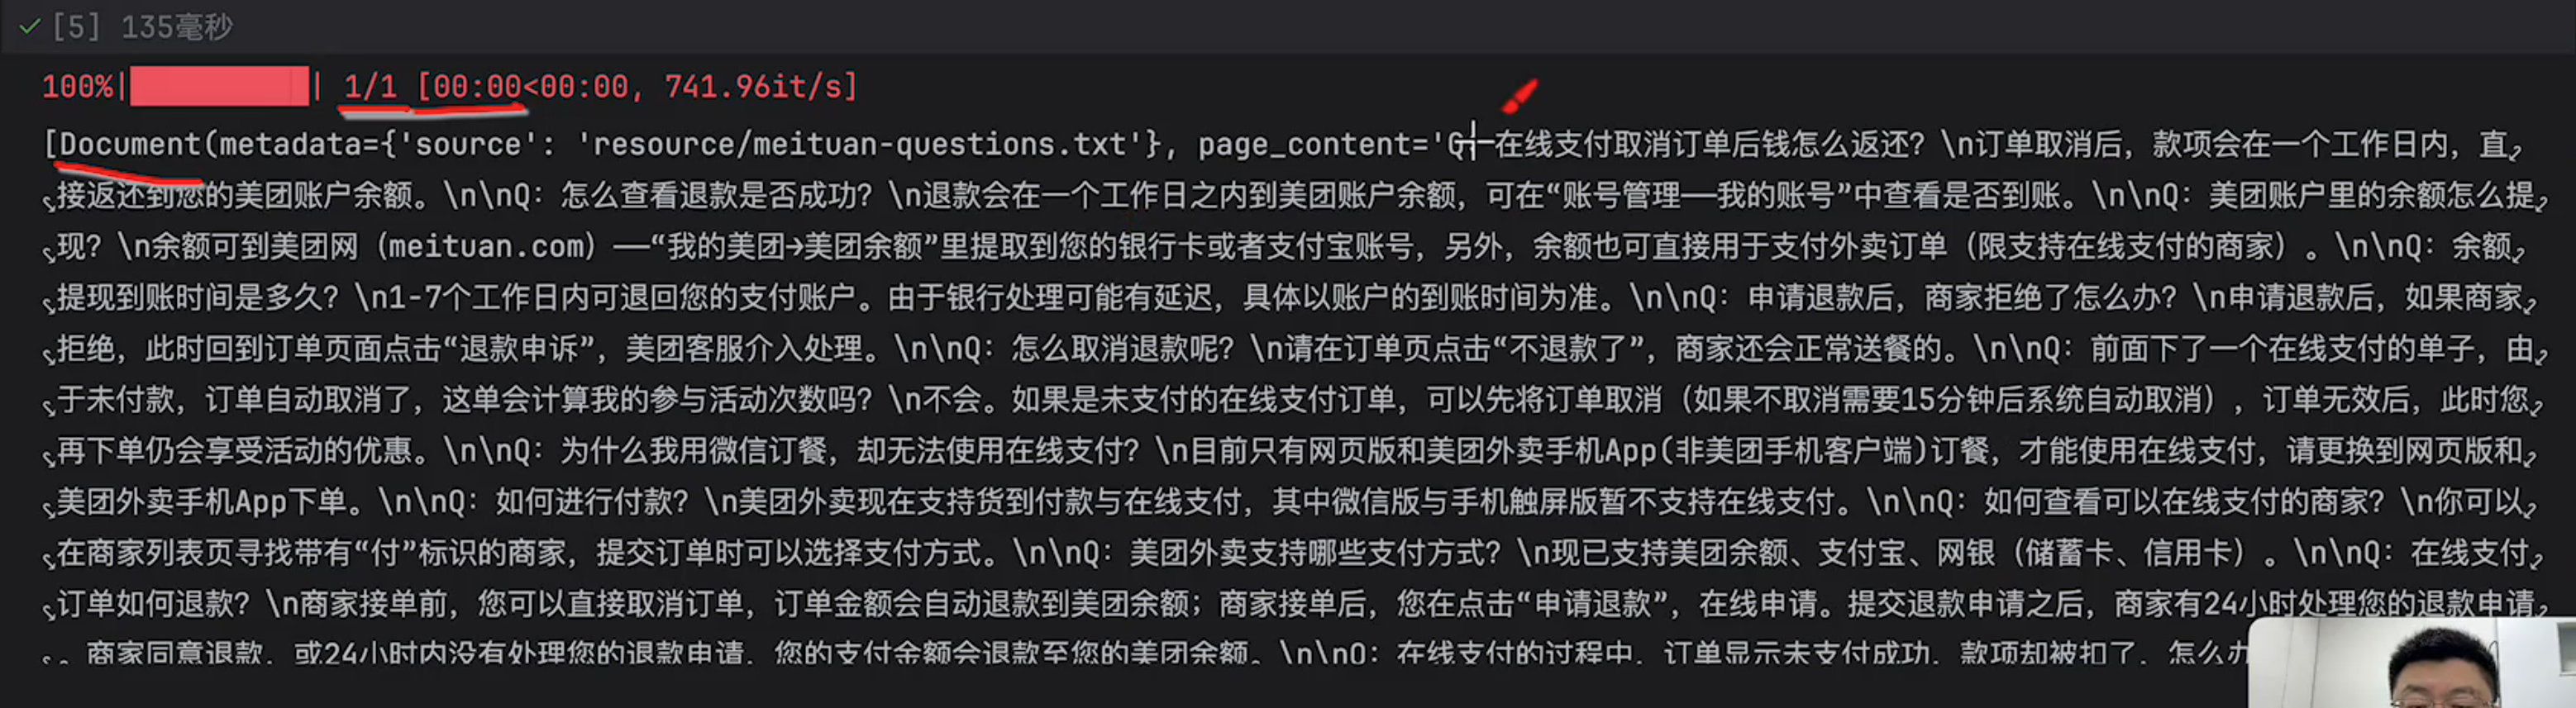 [5] 135毫秒
100%|██████████| 1/1 [00:00<00:00, 741.96it/s]
[Document(metadata={'source': 'resource/meituan-questions.txt'}, page_content='Q:在线支付取消订单后钱怎么返还？\n订单取消后，款项会在一个工作日内，直
接返还到您的美团账户余额。\n\nQ：怎么查看退款是否成功？\n退款会在一个工作日之内到美团账户余额，可在“账号管理——我的账号”中查看是否到账。\n\nQ：美团账户里的余额怎么提
现？\n余额可到美团网（meituan.com）——“我的美团→美团余额”里提取到您的银行卡或者支付宝账号，另外，余额也可直接用于支付外卖订单（限支持在线支付的商家）。\n\nQ：余额
提现到账时间是多久？\n1-7个工作日内可退回您的支付账户。由于银行处理可能有延迟，具体以账户的到账时间为准。\n\nQ：申请退款后，商家拒绝了怎么办？\n申请退款后，如果商家
拒绝，此时回到订单页面点击“退款申诉”，美团客服介入处理。\n\nQ：怎么取消退款呢？\n请在订单页点击“不退款了”，商家还会正常送餐的。\n\nQ：前面下了一个在线支付的单子，由
于未付款，订单自动取消了，这单会计算我的参与活动次数吗？\n不会。如果是未支付的在线支付订单，可以先将订单取消（如果不取消需要15分钟后系统自动取消），订单无效后，此时您
再下单仍会享受活动的优惠。\n\nQ：为什么我用微信订餐，却无法使用在线支付？\n目前只有网页版和美团外卖手机App(非美团手机客户端)订餐，才能使用在线支付，请更换到网页版和
美团外卖手机App下单。\n\nQ：如何进行付款？\n美团外卖现在支持货到付款与在线支付，其中微信版与手机触屏版暂不支持在线支付。\n\nQ：如何查看可以在线支付的商家？\n你可以
在商家列表页寻找带有“付”标识的商家，提交订单时可以选择支付方式。\n\nQ：美团外卖支持哪些支付方式？\n现已支持美团余额、支付宝、网银（储蓄卡、信用卡）。\n\nQ：在线支付
订单如何退款？\n商家接单前，您可以直接取消订单，订单金额会自动退款到美团余额；商家接单后，您在点击“申请退款”，在线申请。提交退款申请之后，商家有24小时处理您的退款申请
。商家同意退款，或24小时内没有处理您的退款申请，您的支付金额会退款至您的美团余额。\n\nQ：在线支付的过程中，订单显示未支付成功，款项却被扣了，怎么办